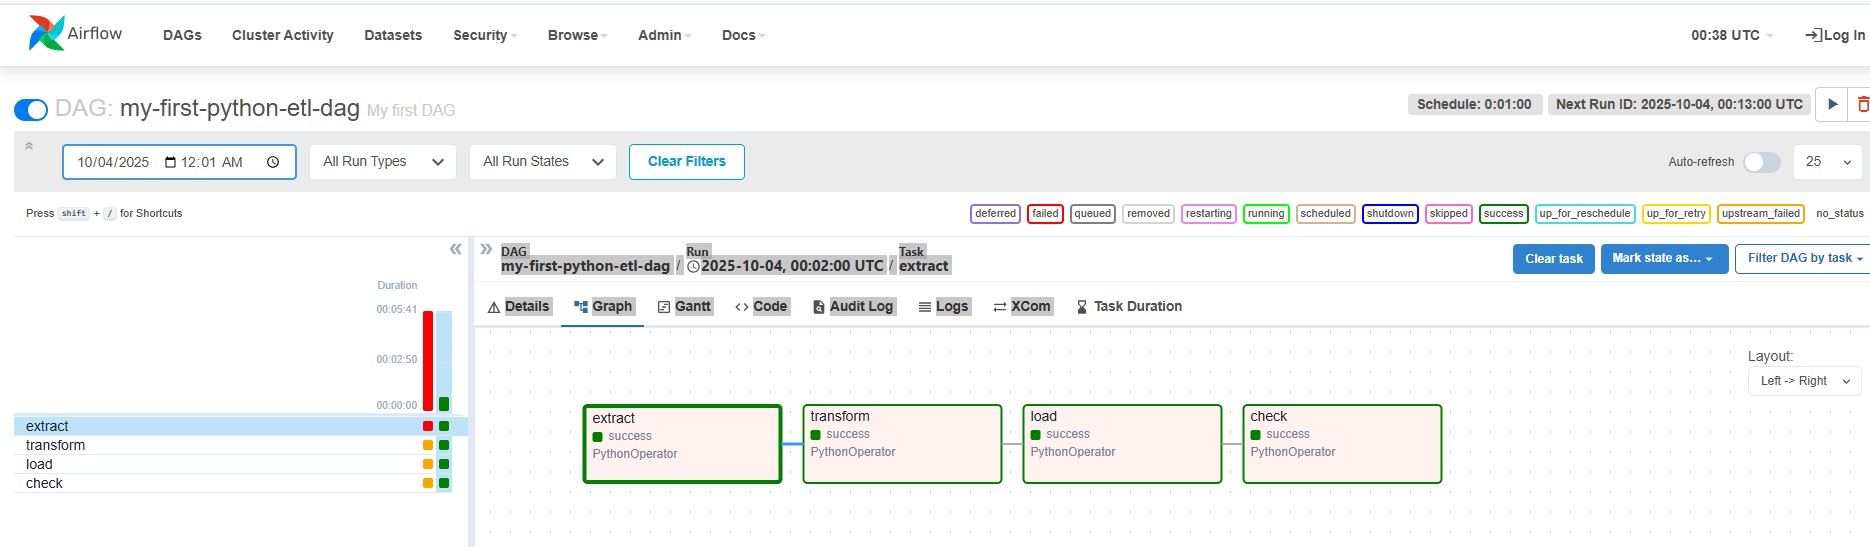 Airflow DAGs Cluster Activity Datasets Security Browse Admin Docs 00:38 UTC Log In
DAG: my-first-python-etl-dag My first DAG Schedule: 0:01:00 Next Run ID: 2025-10-04, 00:13:00 UTC
10/04/2025 12:01 AM All Run Types All Run States Clear Filters Auto-refresh 25
Press shift + / for Shortcuts deferred failed queued removed restarting running scheduled shutdown skipped success up_for_reschedule up_for_retry upstream_failed no_status
DAG Run Task
my-first-python-etl-dag / 2025-10-04, 00:02:00 UTC / extract
Clear task Mark state as... Filter DAG by task
Details Graph Gantt Code Audit Log Logs XCom Task Duration
Duration
00:05:41
00:02:50
00:00:00
extract
transform
load
check
Layout:
Left -> Right
extract
success
PythonOperator
transform
success
PythonOperator
load
success
PythonOperator
check
success
PythonOperator